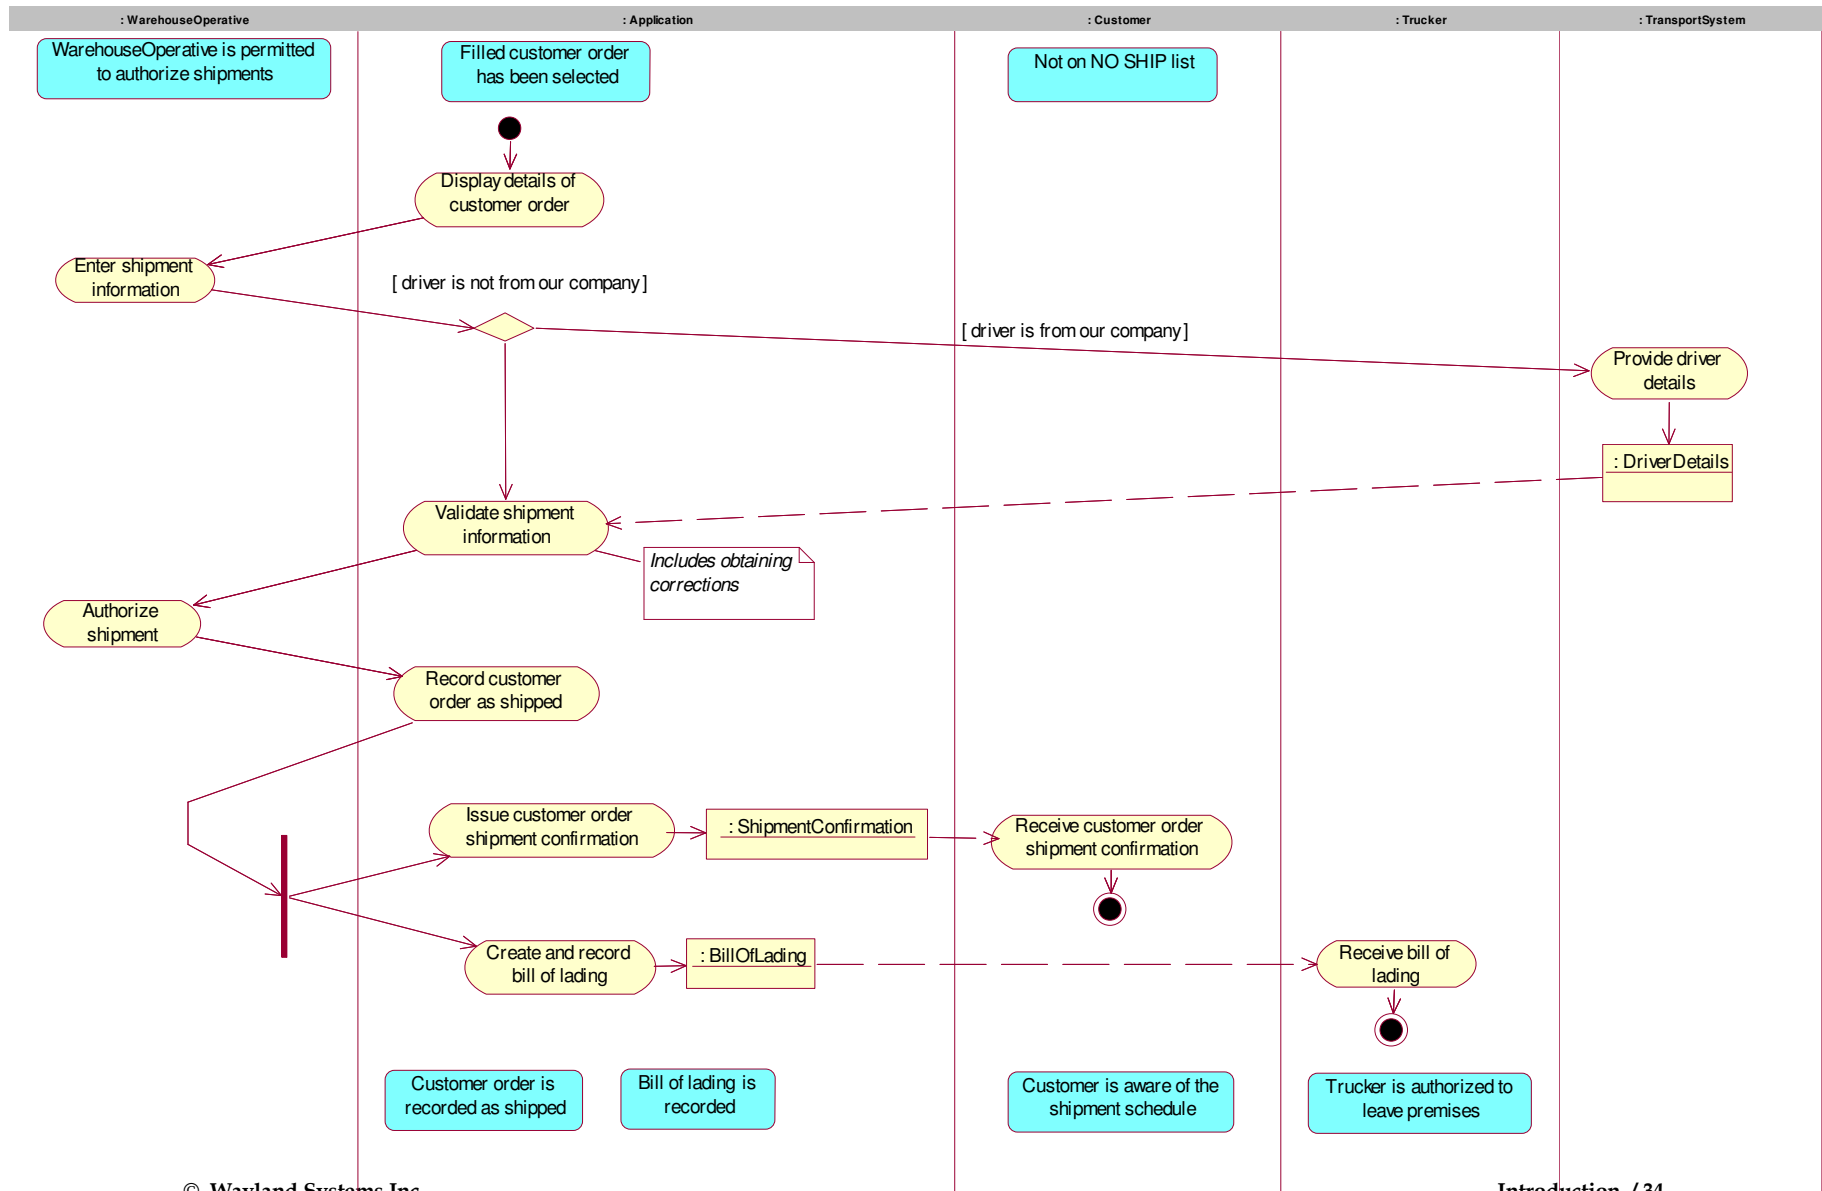 : WarehouseOperative
: Application
: Customer
: Trucker
: TransportSystem
WarehouseOperative is permitted
to authorize shipments
Filled customer order
has been selected
Not on NO SHIP list
Display details of
customer order
Enter shipment
information
[ driver is not from our company ]
[ driver is from our company ]
Provide driver
details
: DriverDetails
Validate shipment
information
Includes obtaining
corrections
Authorize
shipment
Record customer
order as shipped
Issue customer order
shipment confirmation
: ShipmentConfirmation
Receive customer order
shipment confirmation
Create and record
bill of lading
: BillOfLading
Receive bill of
lading
Customer order is
recorded as shipped
Bill of lading is
recorded
Customer is aware of the
shipment schedule
Trucker is authorized to
leave premises
© Wayland Systems Inc
Introduction / 34